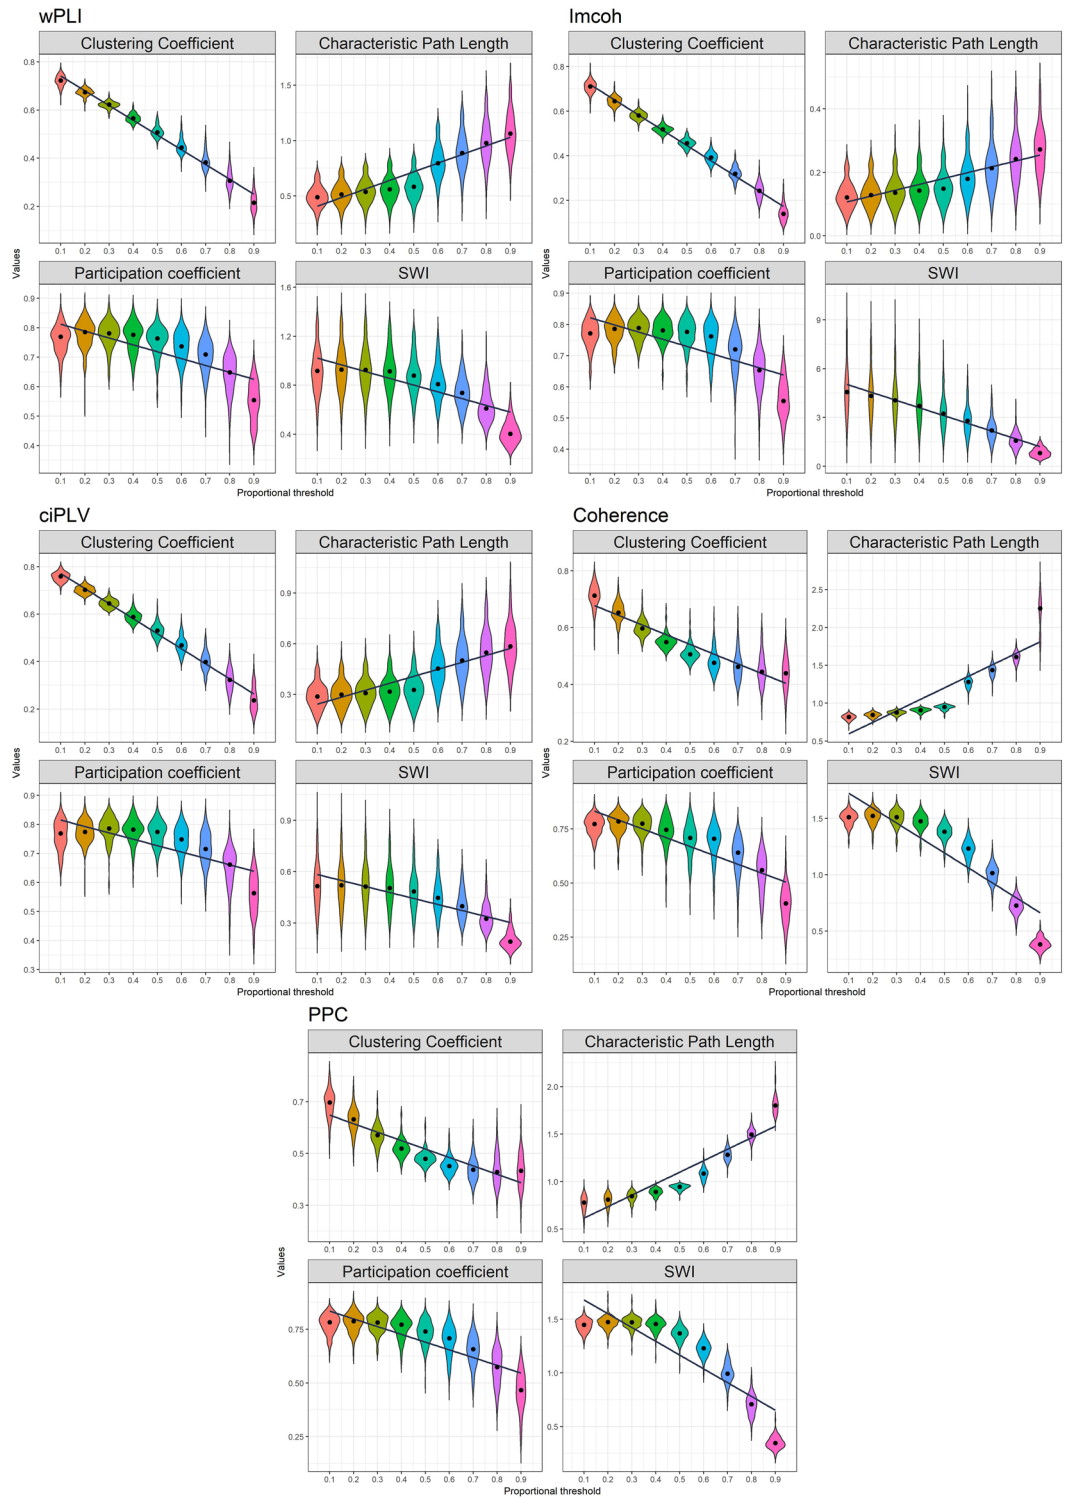 wPLI
Imcoh
Clustering Coefficient
Characteristic Path Length
Clustering Coefficient
Characteristic Path Length
0.8
0.6
0.4
0.2
1.5
1.0
0.5
0.8
0.6
0.4
0.2
0.4
0.2
0.0
0.1 0.2 0.3 0.4 0.5 0.6 0.7 0.8 0.9
0.1 0.2 0.3 0.4 0.5 0.6 0.7 0.8 0.9
0.1 0.2 0.3 0.4 0.5 0.6 0.7 0.8 0.9
0.1 0.2 0.3 0.4 0.5 0.6 0.7 0.8 0.9
Values
Values
Participation coefficient
SWI
Participation coefficient
SWI
0.9
0.8
0.7
0.6
0.5
0.4
1.6
1.2
0.8
0.4
0.9
0.8
0.7
0.6
0.5
0.4
9
6
3
0
0.1 0.2 0.3 0.4 0.5 0.6 0.7 0.8 0.9
0.1 0.2 0.3 0.4 0.5 0.6 0.7 0.8 0.9
0.1 0.2 0.3 0.4 0.5 0.6 0.7 0.8 0.9
0.1 0.2 0.3 0.4 0.5 0.6 0.7 0.8 0.9
Proportional threshold
Proportional threshold
ciPLV
Coherence
Clustering Coefficient
Characteristic Path Length
Clustering Coefficient
Characteristic Path Length
0.8
0.6
0.4
0.2
0.9
0.6
0.3
0.8
0.6
0.4
0.2
2.5
2.0
1.5
1.0
0.5
0.1 0.2 0.3 0.4 0.5 0.6 0.7 0.8 0.9
0.1 0.2 0.3 0.4 0.5 0.6 0.7 0.8 0.9
0.1 0.2 0.3 0.4 0.5 0.6 0.7 0.8 0.9
0.1 0.2 0.3 0.4 0.5 0.6 0.7 0.8 0.9
Values
Values
Participation coefficient
SWI
Participation coefficient
SWI
0.9
0.8
0.7
0.6
0.5
0.4
0.3
0.9
0.6
0.3
0.75
0.50
0.25
1.5
1.0
0.5
0.1 0.2 0.3 0.4 0.5 0.6 0.7 0.8 0.9
0.1 0.2 0.3 0.4 0.5 0.6 0.7 0.8 0.9
0.1 0.2 0.3 0.4 0.5 0.6 0.7 0.8 0.9
0.1 0.2 0.3 0.4 0.5 0.6 0.7 0.8 0.9
Proportional threshold
Proportional threshold
PPC
Clustering Coefficient
Characteristic Path Length
0.7
0.5
0.3
2.0
1.5
1.0
0.5
0.1 0.2 0.3 0.4 0.5 0.6 0.7 0.8 0.9
0.1 0.2 0.3 0.4 0.5 0.6 0.7 0.8 0.9
Values
Participation coefficient
SWI
0.75
0.50
0.25
1.5
1.0
0.5
0.1 0.2 0.3 0.4 0.5 0.6 0.7 0.8 0.9
0.1 0.2 0.3 0.4 0.5 0.6 0.7 0.8 0.9
Proportional threshold